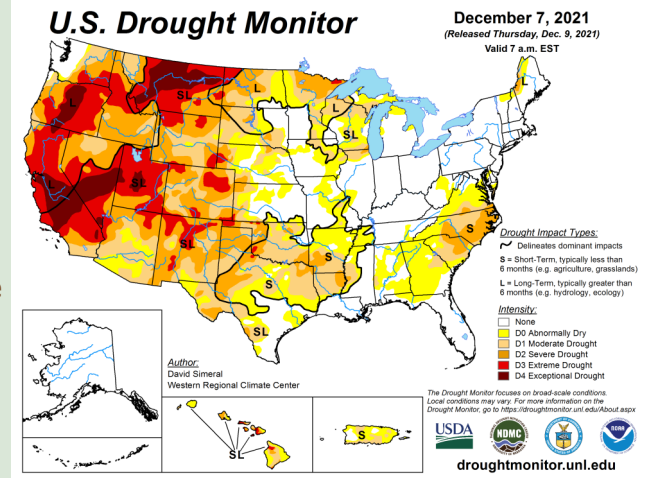 U.S. Drought Monitor
December 7, 2021
(Released Thursday, Dec. 9, 2021)
Valid 7 a.m. EST
L
SL
L
L
L
SL
SL
SL
S
S
S
SL
Drought Impact Types:
Delineates dominant impacts
S = Short-Term, typically less than
6 months (e.g. agriculture, grasslands)
L = Long-Term, typically greater than
6 months (e.g. hydrology, ecology)
Intensity:
None
D0 Abnormally Dry
D1 Moderate Drought
D2 Severe Drought
D3 Extreme Drought
D4 Exceptional Drought
Author:
David Simeral
Western Regional Climate Center
SL
S
The Drought Monitor focuses on broad-scale conditions.
Local conditions may vary. For more information on the
Drought Monitor, go to https://droughtmonitor.unl.edu/About.aspx
USDA
NDMC
NOAA
droughtmonitor.unl.edu